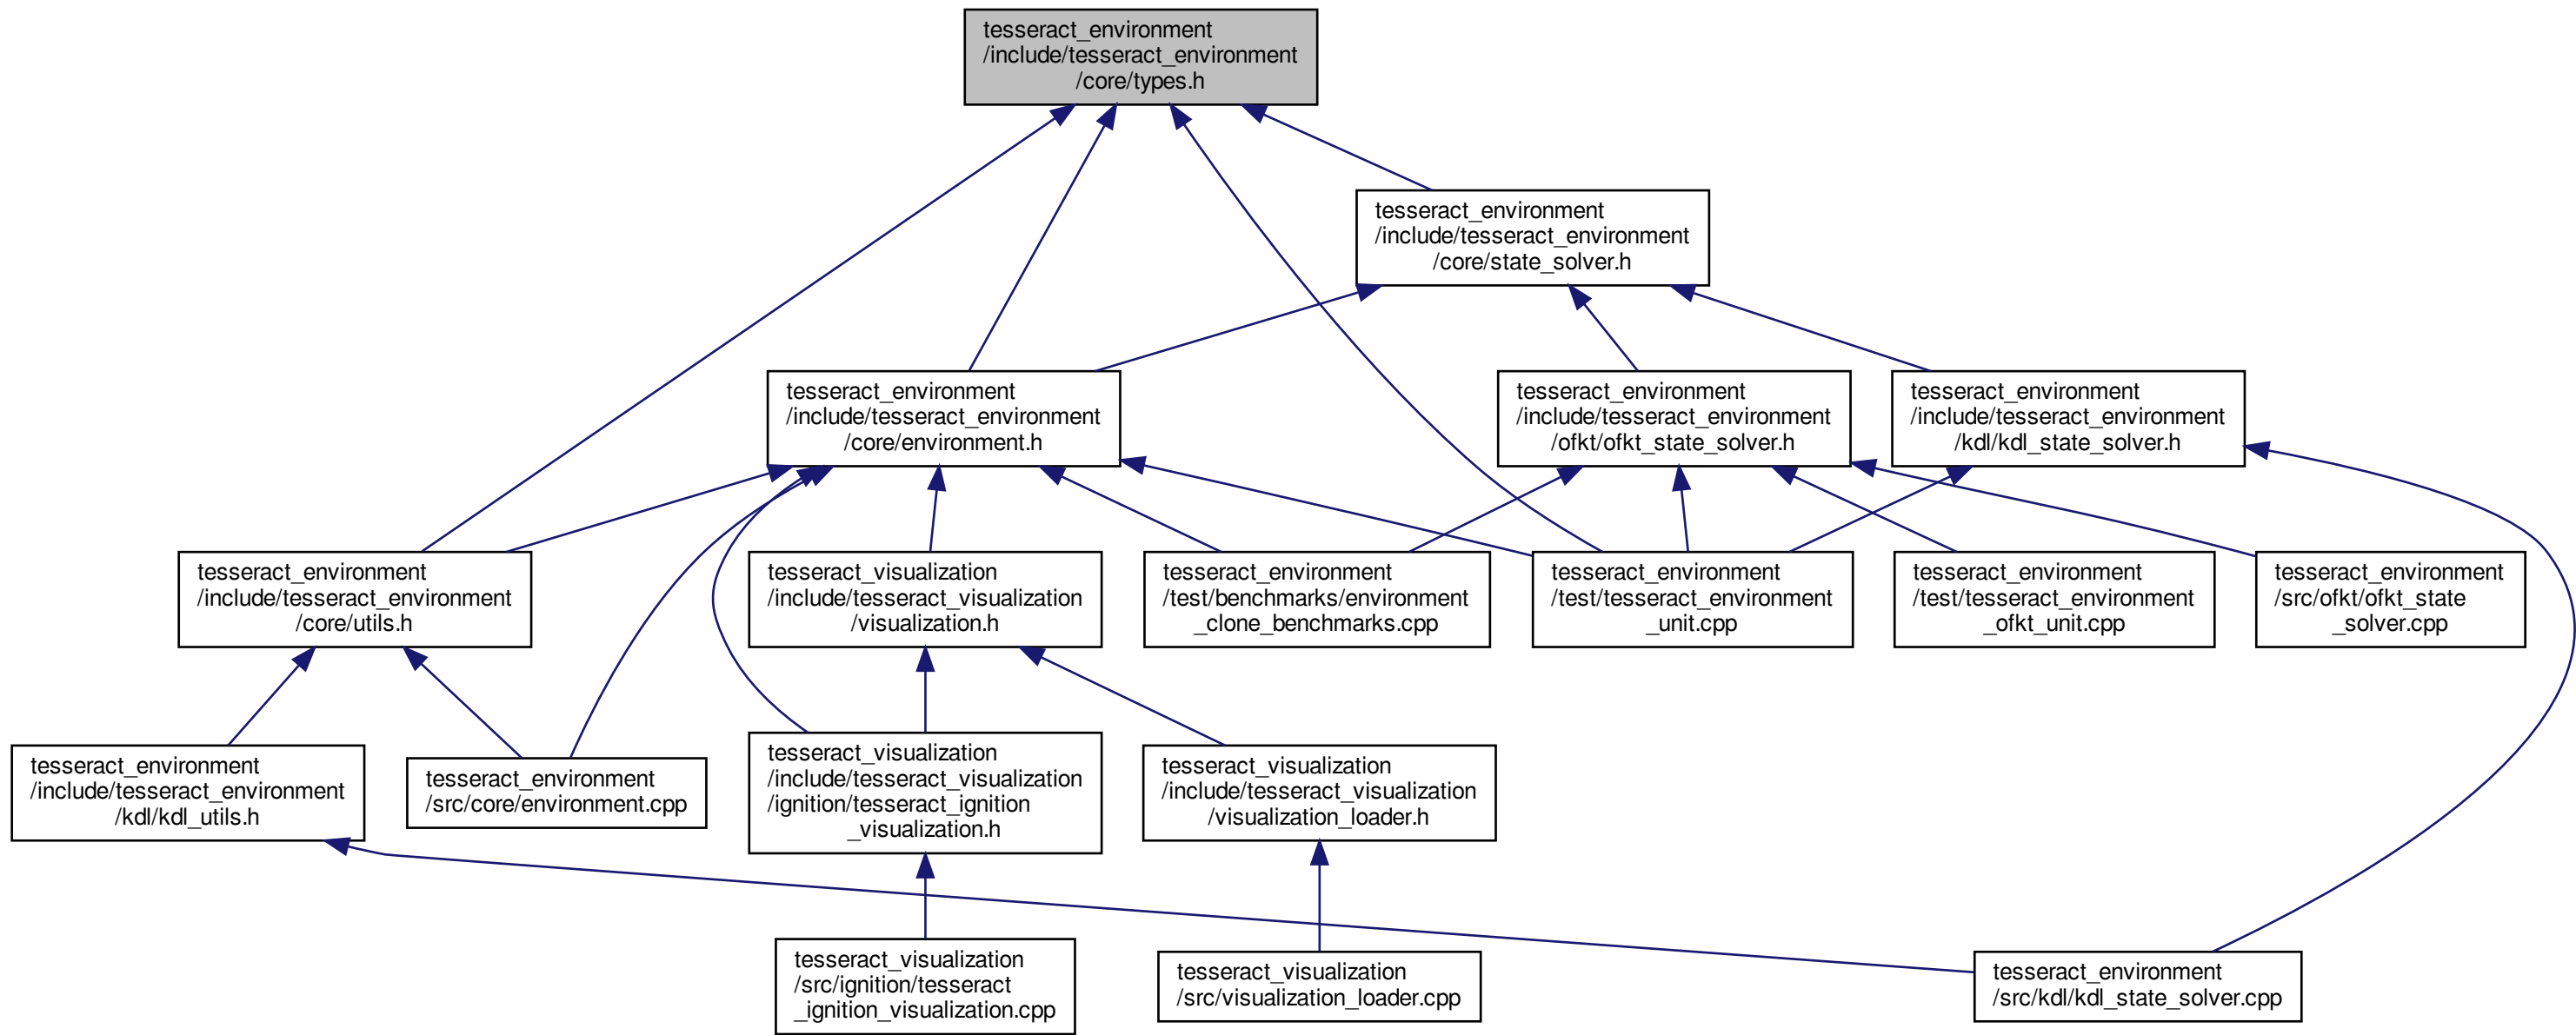 tesseract_environment
/include/tesseract_environment
/core/types.h
tesseract_environment
/include/tesseract_environment
/core/state_solver.h
tesseract_environment
/include/tesseract_environment
/core/environment.h
tesseract_environment
/include/tesseract_environment
/ofkt/ofkt_state_solver.h
tesseract_environment
/include/tesseract_environment
/kdl/kdl_state_solver.h
tesseract_environment
/include/tesseract_environment
/core/utils.h
tesseract_visualization
/include/tesseract_visualization
/visualization.h
tesseract_environment
/test/benchmarks/environment
_clone_benchmarks.cpp
tesseract_environment
/test/tesseract_environment
_unit.cpp
tesseract_environment
/test/tesseract_environment
_ofkt_unit.cpp
tesseract_environment
/src/ofkt/ofkt_state
_solver.cpp
tesseract_environment
/include/tesseract_environment
/kdl/kdl_utils.h
tesseract_environment
/src/core/environment.cpp
tesseract_visualization
/include/tesseract_visualization
/ignition/tesseract_ignition
_visualization.h
tesseract_visualization
/include/tesseract_visualization
/visualization_loader.h
tesseract_visualization
/src/ignition/tesseract
_ignition_visualization.cpp
tesseract_visualization
/src/visualization_loader.cpp
tesseract_environment
/src/kdl/kdl_state_solver.cpp